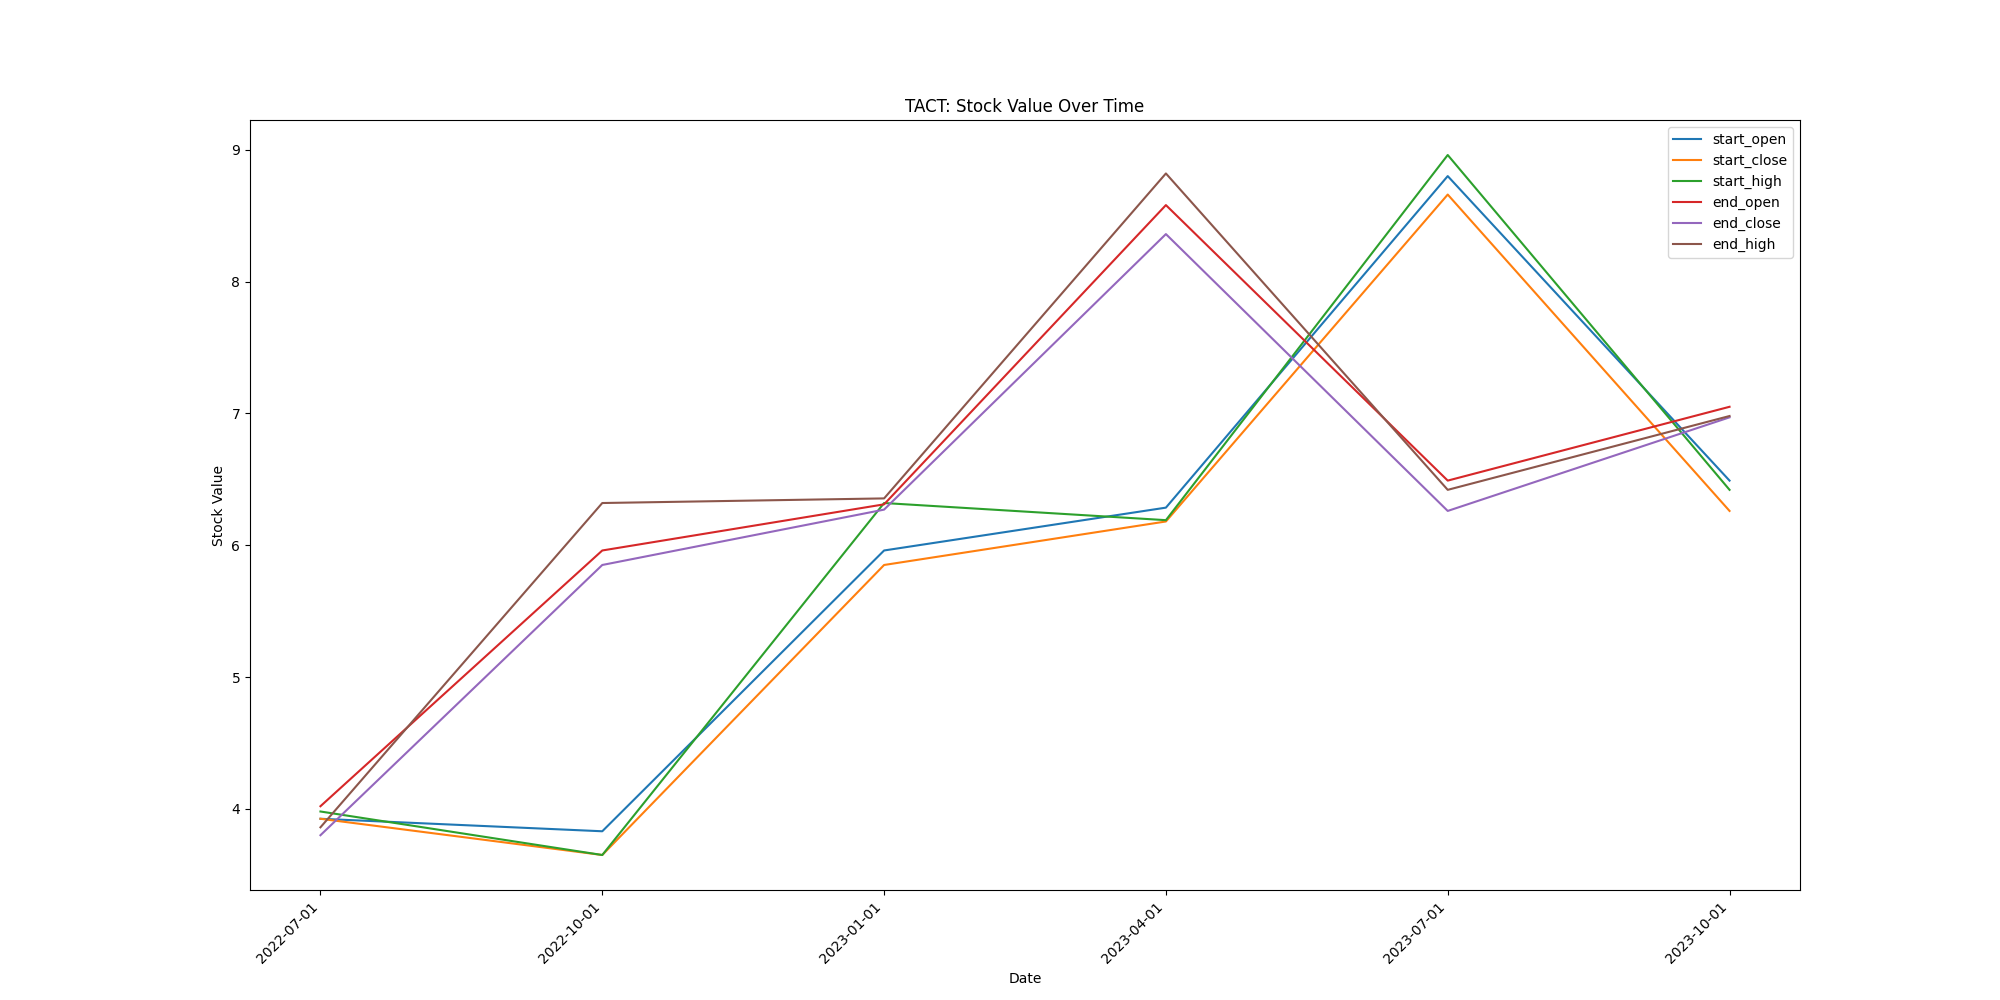 TACT: Stock Value Over Time
start_open
start_close
start_high
end_open
end_close
end_high
Stock Value
9
8
7
6
5
4
2022-07-01
2022-10-01
2023-01-01
2023-04-01
2023-07-01
2023-10-01
Date